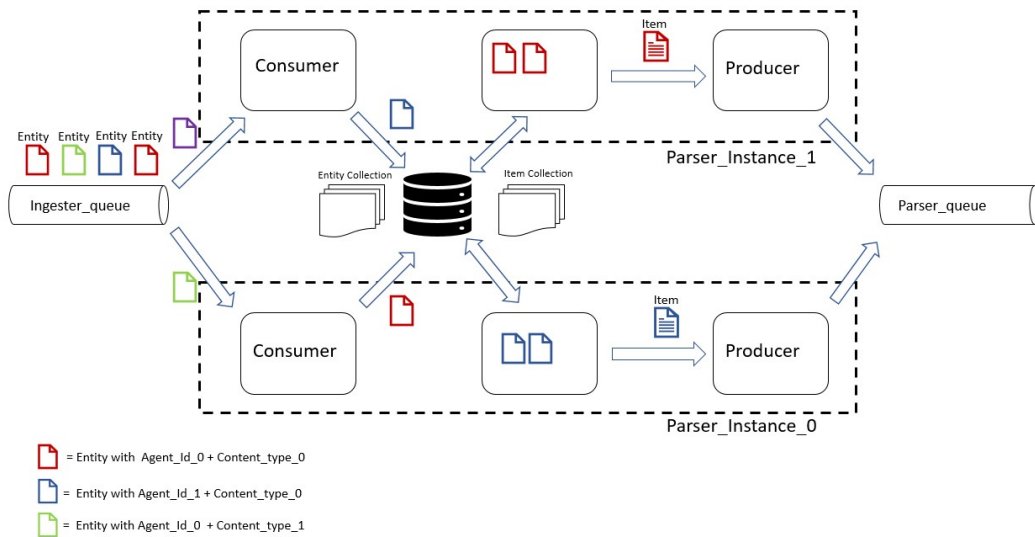 Item
Consumer
Producer
Entity Entity Entity Entity
Parser_Instance_1
Entity Collection
Item Collection
Ingester_queue
Parser_queue
Item
Consumer
Producer
Parser_Instance_0
= Entity with Agent_Id_0 + Content_type_0
= Entity with Agent_Id_1 + Content_type_0
= Entity with Agent_Id_0 + Content_type_1